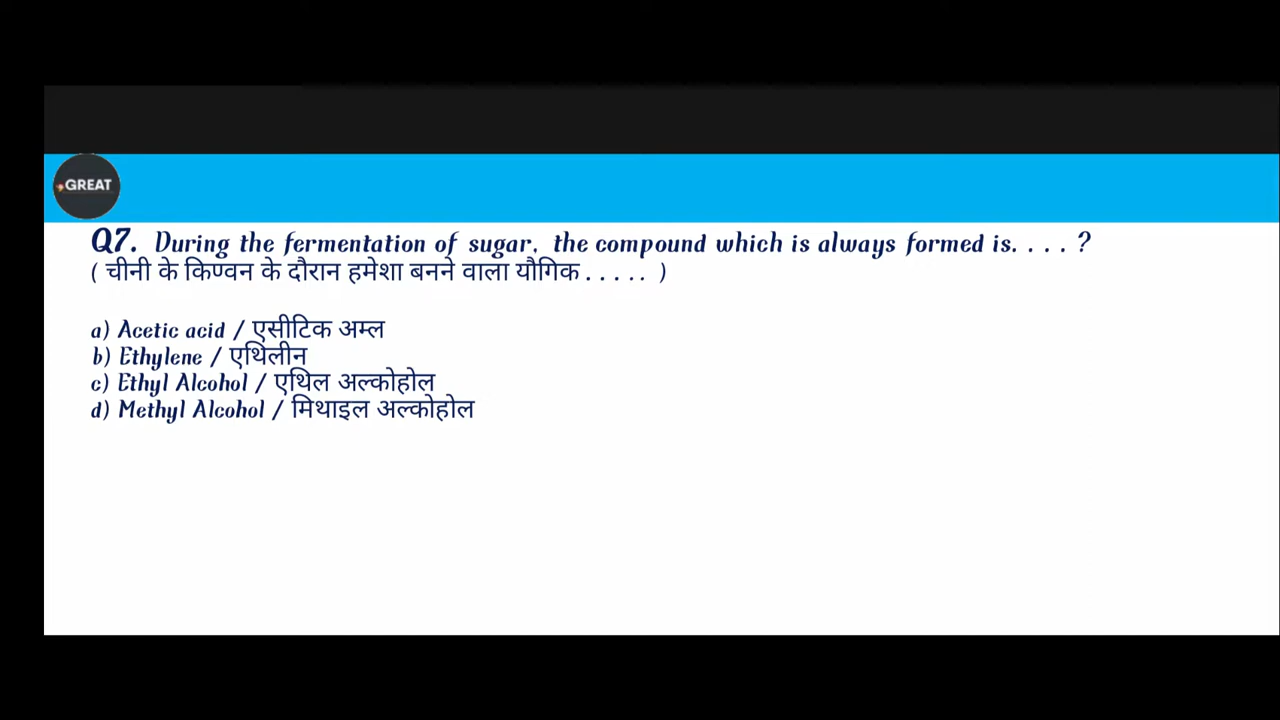 GREAT
Q7. During the fermentation of sugar, the compound which is always formed is. . . . ?
( चीनी के किण्वन के दौरान हमेशा बनने वाला यौगिक . . . . . )
a) Acetic acid / एसीटिक अम्ल
b) Ethylene / एथिलीन
c) Ethyl Alcohol / एथिल अल्कोहोल
d) Methyl Alcohol / मिथाइल अल्कोहोल